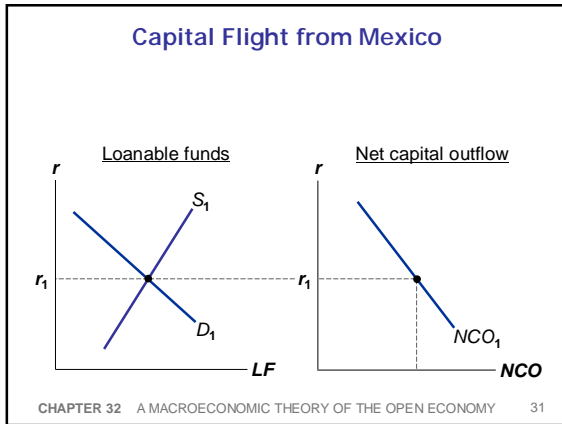 Capital Flight from Mexico
Loanable funds
r
S1
r1
D1
LF
Net capital outflow
r
r1
NCO1
NCO
CHAPTER 32 A MACROECONOMIC THEORY OF THE OPEN ECONOMY 31